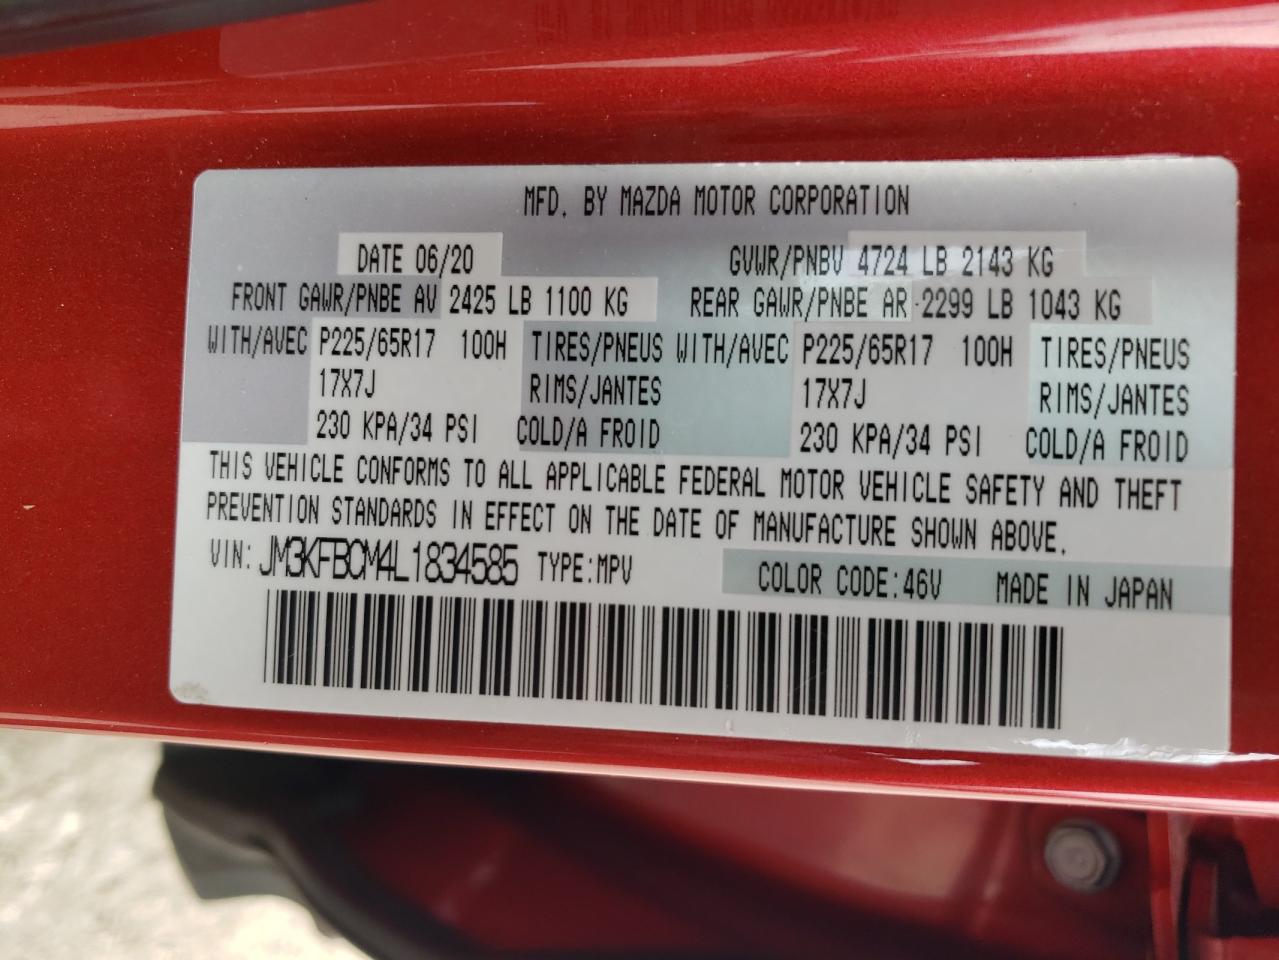 MFD. BY MAZDA MOTOR CORPORATION
DATE 06/20 GVWR/PNBV 4724 LB 2143 KG
FRONT GAWR/PNBE AV 2425 LB 1100 KG REAR GAWR/PNBE AR 2299 LB 1043 KG
WITH/AVEC P225/65R17 100H TIRES/PNEUS WITH/AVEC P225/65R17 100H TIRES/PNEUS
17X7J RIMS/JANTES 17X7J RIMS/JANTES
230 KPA/34 PSI COLD/A FROID 230 KPA/34 PSI COLD/A FROID
THIS VEHICLE CONFORMS TO ALL APPLICABLE FEDERAL MOTOR VEHICLE SAFETY AND THEFT
PREVENTION STANDARDS IN EFFECT ON THE DATE OF MANUFACTURE SHOWN ABOVE.
VIN: JM3KFBCM4L1834585 TYPE:MPV COLOR CODE:46V MADE IN JAPAN